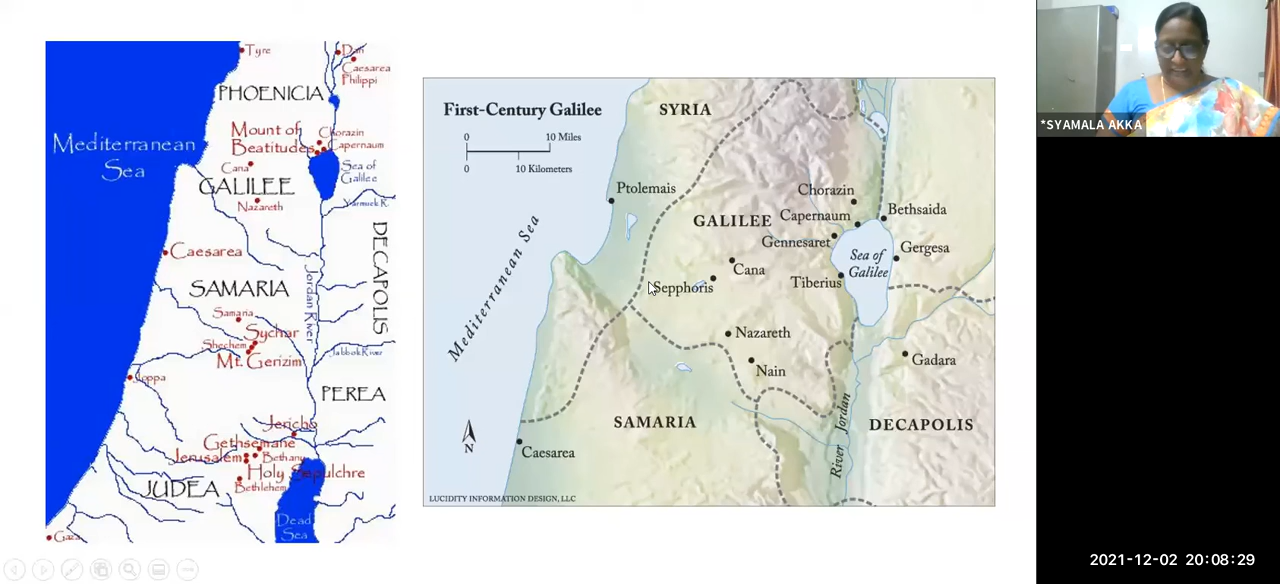 Tyre
Dan
Caesarea
Philippi
PHOENICIA
Mount of
Beatitudes
Chorazin
Capernaum
Mediterranean
Sea
Cana
Sea of
Galilee
GALILEE
Nazareth
Yarmuk R.
Caesarea
DECAPOLIS
SAMARIA
Jordan River
Samaria
Sychar
Shechem
Mt. Gerizim
Jabbok River
Joppa
PEREA
Jericho
Gethsemane
Jerusalem
Bethany
Holy Sepulchre
JUDEA
Bethlehem
Dead
Sea
Gaza
First-Century Galilee
0 10 Miles
0 10 Kilometers
SYRIA
Ptolemais
Chorazin
Capernaum
Bethsaida
GALILEE
Gennesaret
Gergesa
Sea of
Galilee
Mediterranean Sea
Cana
Sepphoris
Tiberius
Nazareth
Gadara
Nain
SAMARIA
River Jordan
DECAPOLIS
N
Caesarea
LUCIDITY INFORMATION DESIGN, LLC
*SYAMALA AKKA
2021-12-02 20:08:29